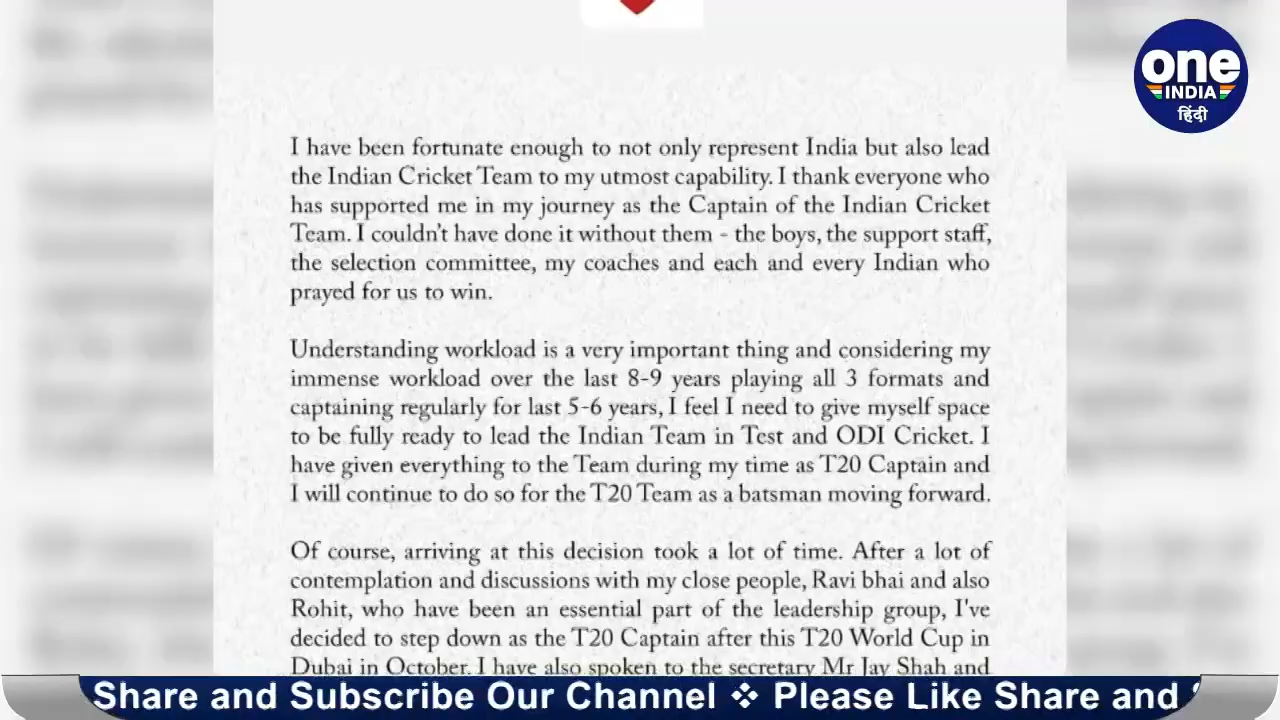 one
INDIA
हिंदी
I have been fortunate enough to not only represent India but also lead
the Indian Cricket Team to my utmost capability. I thank everyone who
has supported me in my journey as the Captain of the Indian Cricket
Team. I couldn't have done it without them - the boys, the support staff,
the selection committee, my coaches and each and every Indian who
prayed for us to win.
Understanding workload is a very important thing and considering my
immense workload over the last 8-9 years playing all 3 formats and
captaining regularly for last 5-6 years, I feel I need to give myself space
to be fully ready to lead the Indian Team in Test and ODI Cricket. I
have given everything to the Team during my time as T20 Captain and
I will continue to do so for the T20 Team as a batsman moving forward.
Of course, arriving at this decision took a lot of time. After a lot of
contemplation and discussions with my close people, Ravi bhai and also
Rohit, who have been an essential part of the leadership group, I've
decided to step down as the T20 Captain after this T20 World Cup in
Dubai in October. I have also spoken to the secretary Mr Jay Shah and
Share and Subscribe Our Channel ❖ Please Like Share and